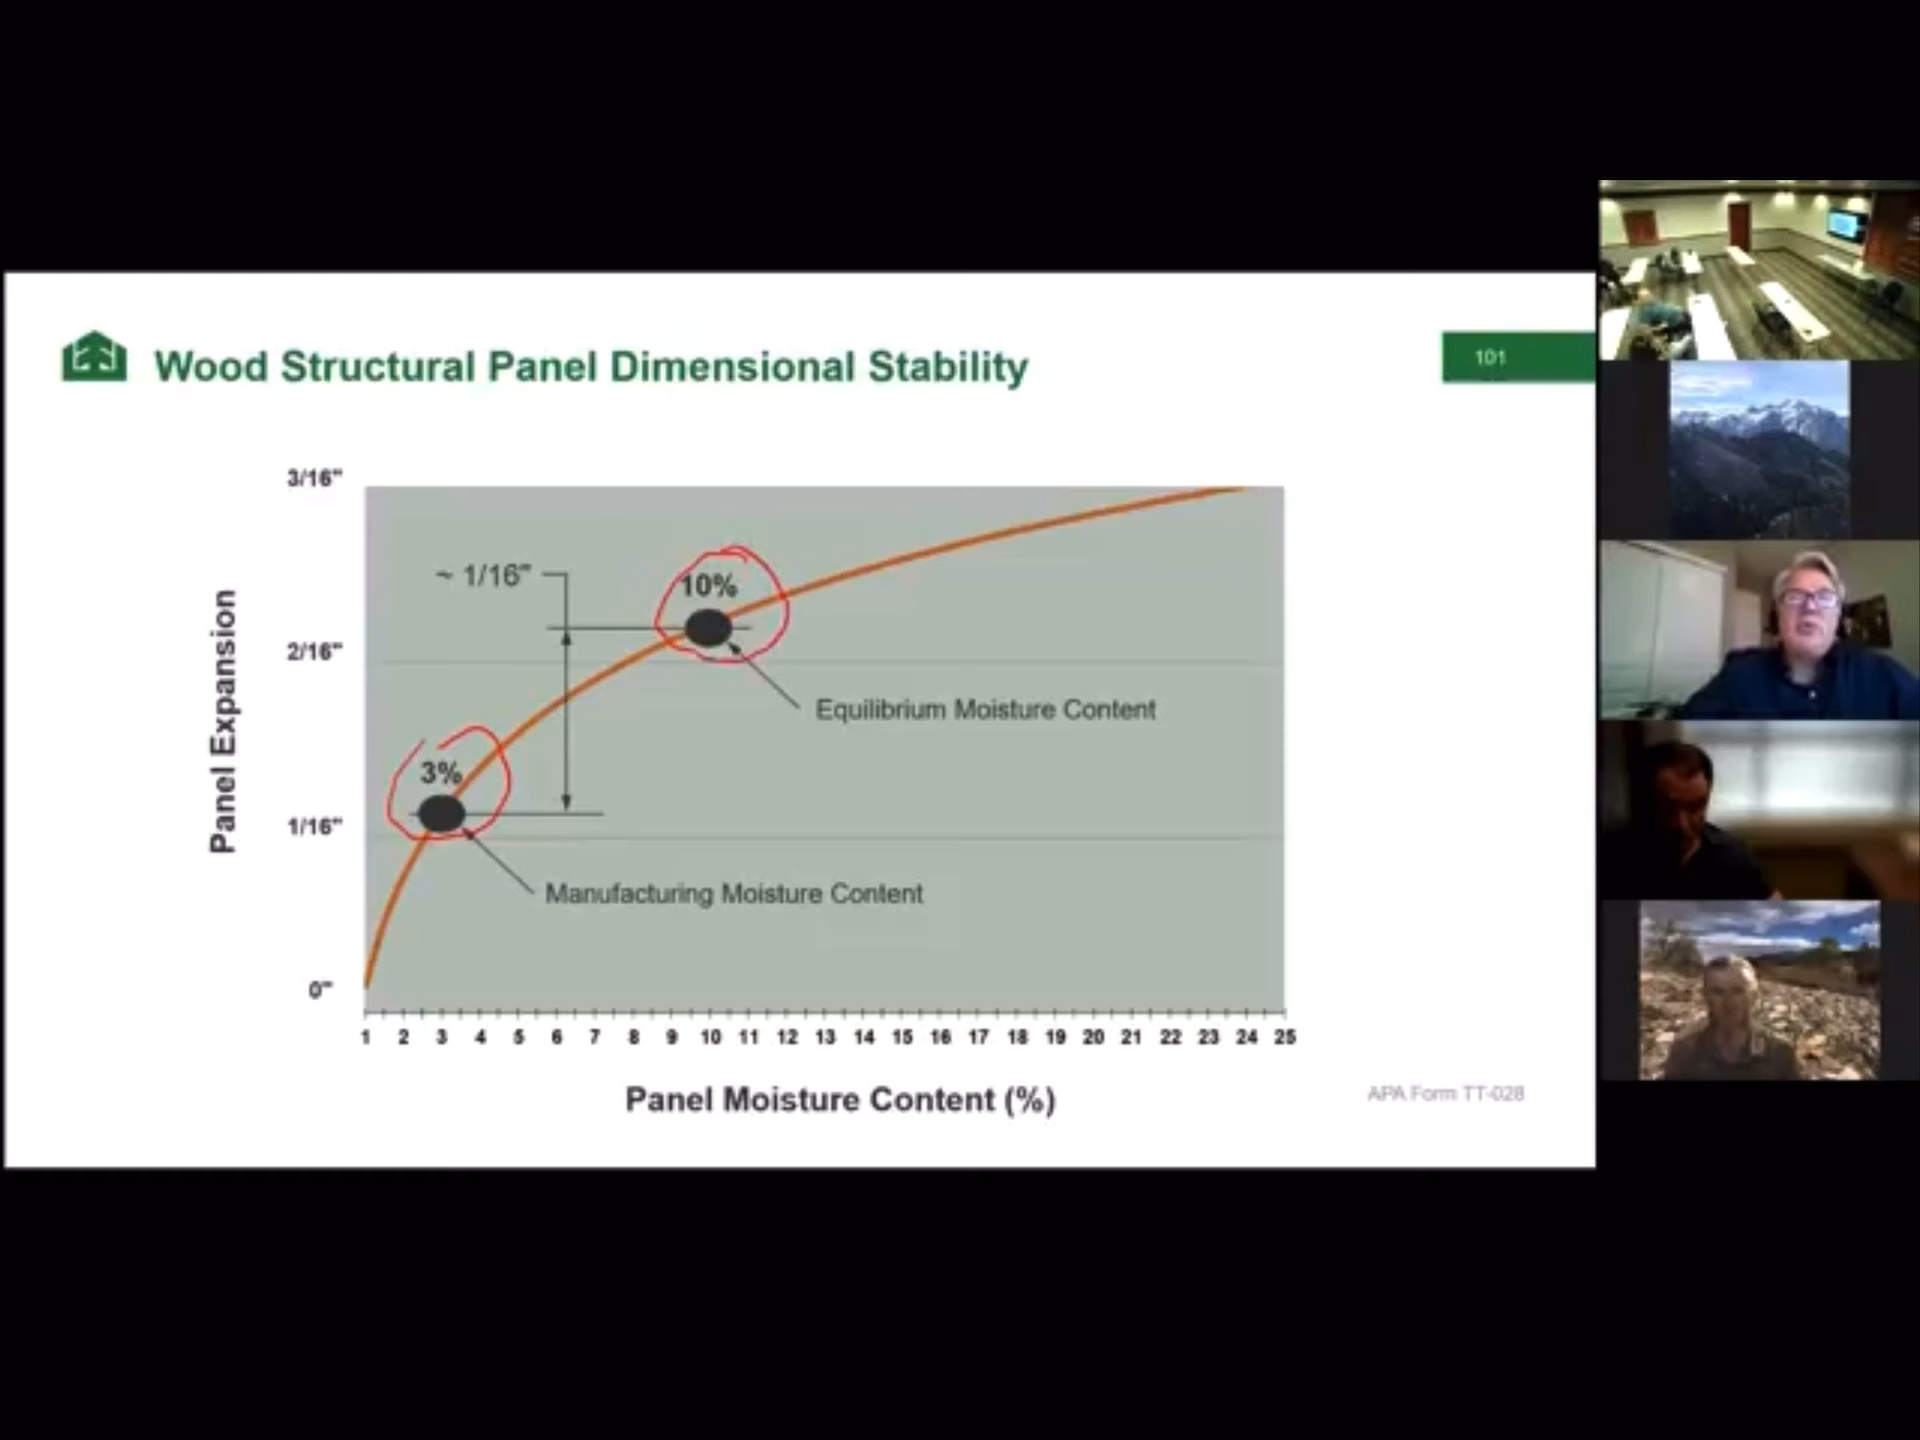 Wood Structural Panel Dimensional Stability
101
3/16"
~ 1/16"
10%
Panel Expansion
2/16"
Equilibrium Moisture Content
3%
1/16"
Manufacturing Moisture Content
0"
1 2 3 4 5 6 7 8 9 10 11 12 13 14 15 16 17 18 19 20 21 22 23 24 25
Panel Moisture Content (%)
APA Form TT-028